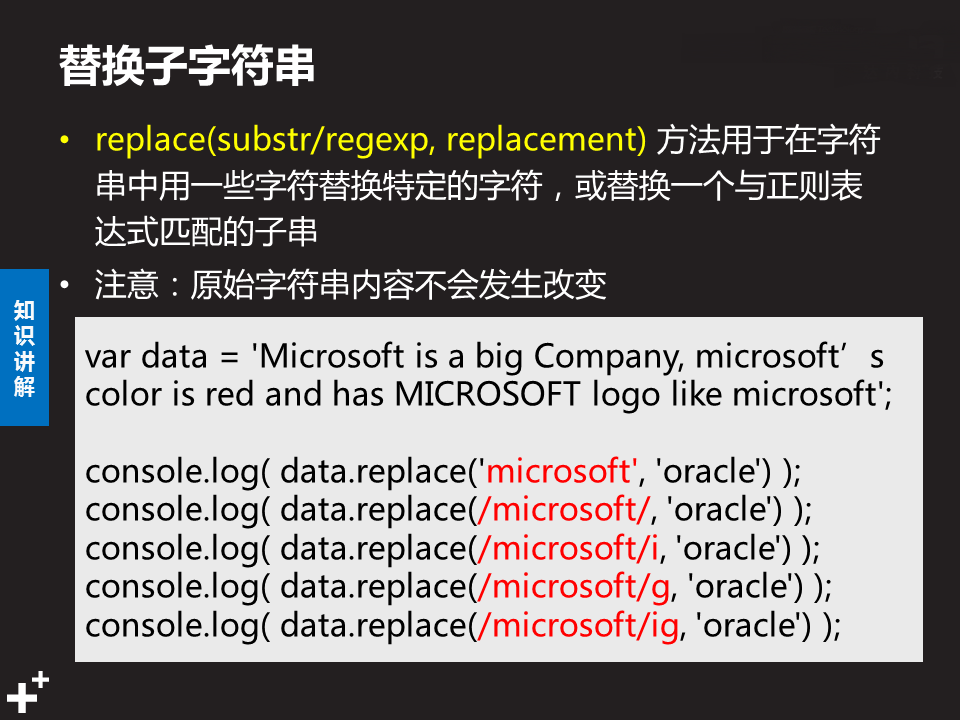 替换子字符串
• replace(substr/regexp, replacement) 方法用于在字符
串中用一些字符替换特定的字符，或替换一个与正则表
达式匹配的子串
• 注意：原始字符串内容不会发生改变
知
识
讲
解
var data = 'Microsoft is a big Company, microsoft’s
color is red and has MICROSOFT logo like microsoft';
console.log( data.replace('microsoft', 'oracle') );
console.log( data.replace(/microsoft/, 'oracle') );
console.log( data.replace(/microsoft/i, 'oracle') );
console.log( data.replace(/microsoft/g, 'oracle') );
console.log( data.replace(/microsoft/ig, 'oracle') );